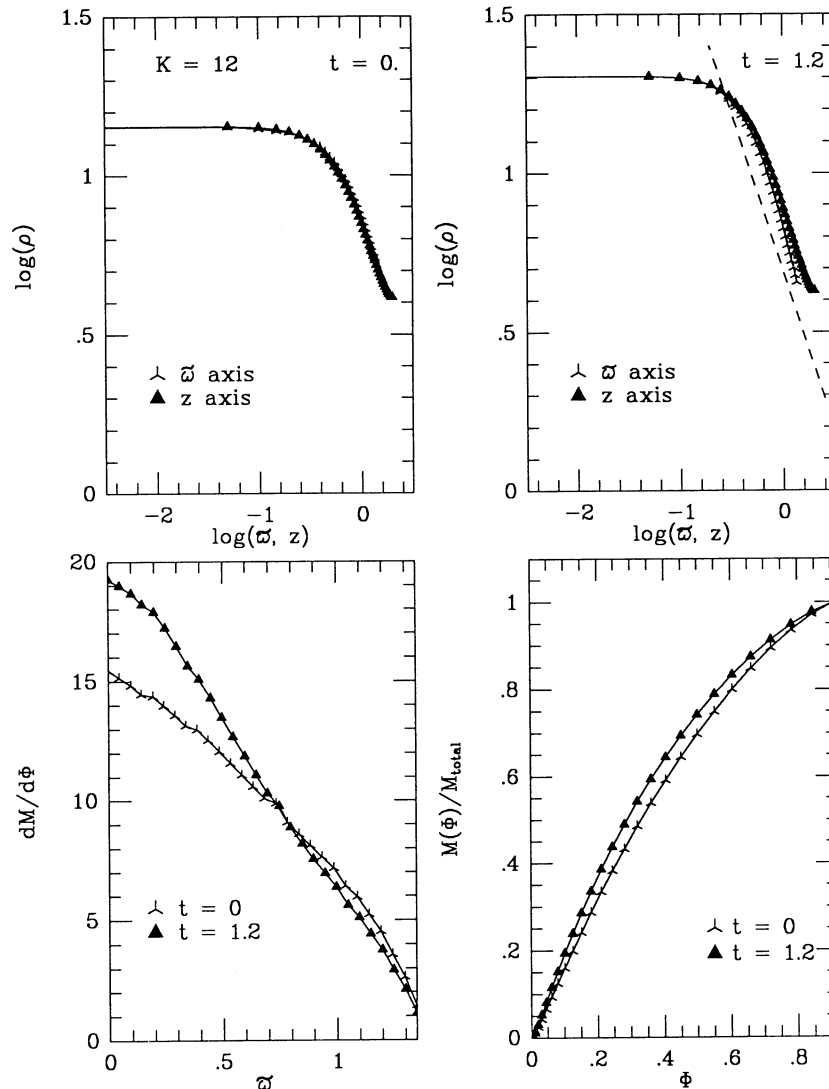 1.5
K = 12
t = 0.
1
log(ρ)
.5
ϖ axis
z axis
0
−2
−1
0
log(ϖ, z)
1.5
t = 1.2
1
log(ρ)
.5
ϖ axis
z axis
0
−2
−1
0
log(ϖ, z)
20
15
dM/dΦ
10
5
t = 0
t = 1.2
0
0
.5
1
ϖ
1
.8
M(Φ)/M_total
.6
.4
t = 0
t = 1.2
.2
0
0
.2
.4
.6
.8
Φ